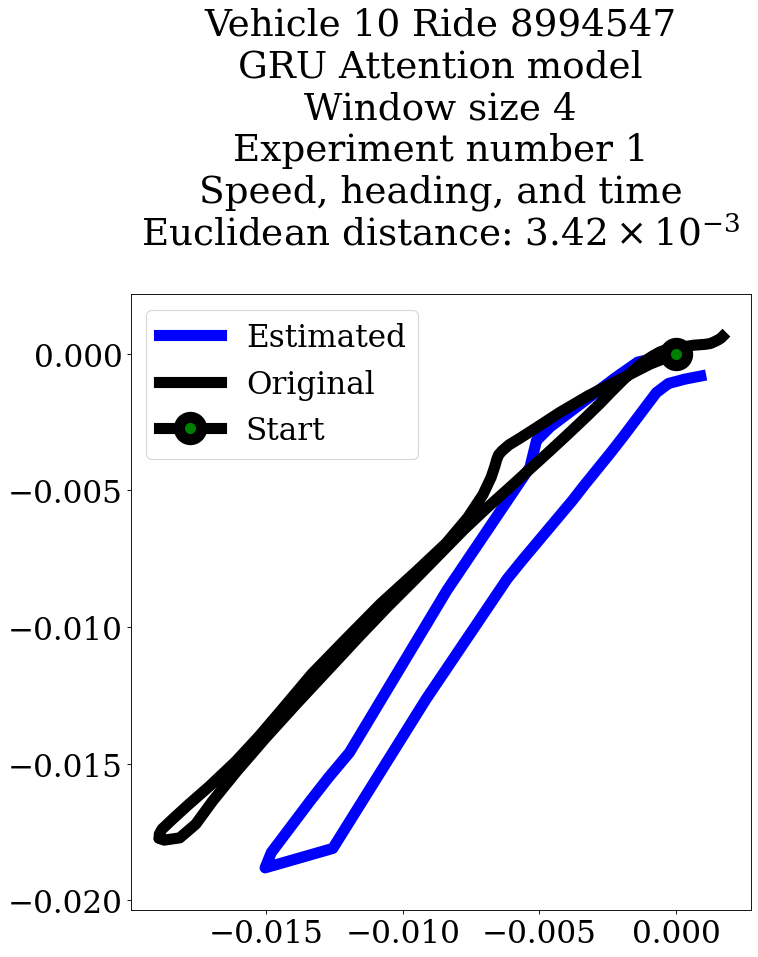 Vehicle 10 Ride 8994547
GRU Attention model
Window size 4
Experiment number 1
Speed, heading, and time
Euclidean distance: 3.42 × 10⁻³
Estimated
Original
Start
0.000
−0.005
−0.010
−0.015
−0.020
−0.015 −0.010 −0.005 0.000